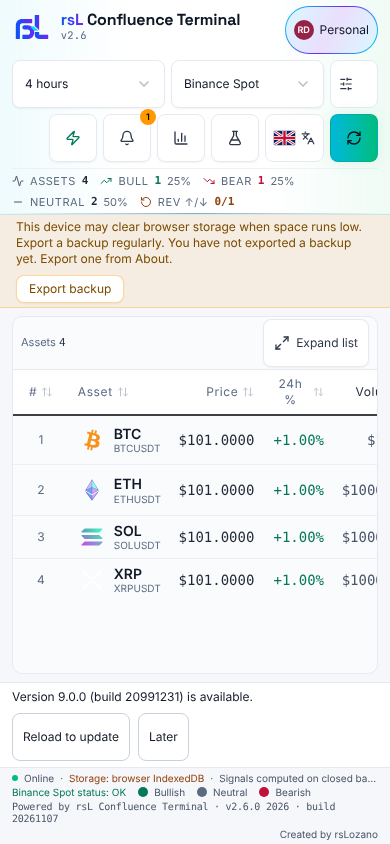 rsL rsL Confluence Terminal
v2.6
RD Personal
4 hours
Binance Spot
1
ASSETS 4 BULL 1 25% BEAR 1 25%
NEUTRAL 2 50% REV ↑/↓ 0/1
This device may clear browser storage when space runs low.
Export a backup regularly. You have not exported a backup
yet. Export one from About.
Export backup
Assets 4
Expand list
# Asset Price 24h % Volu
1 BTC $101.0000 +1.00% $
BTCUSDT
2 ETH $101.0000 +1.00% $100
ETHUSDT
3 SOL $101.0000 +1.00% $100
SOLUSDT
4 XRP $101.0000 +1.00% $100
XRPUSDT
Version 9.0.0 (build 20991231) is available.
Reload to update
Later
Online · Storage: browser IndexedDB · Signals computed on closed ba...
Binance Spot status: OK Bullish Neutral Bearish
Powered by rsL Confluence Terminal · v2.6.0 2026 · build
20261107
Created by rsLozano